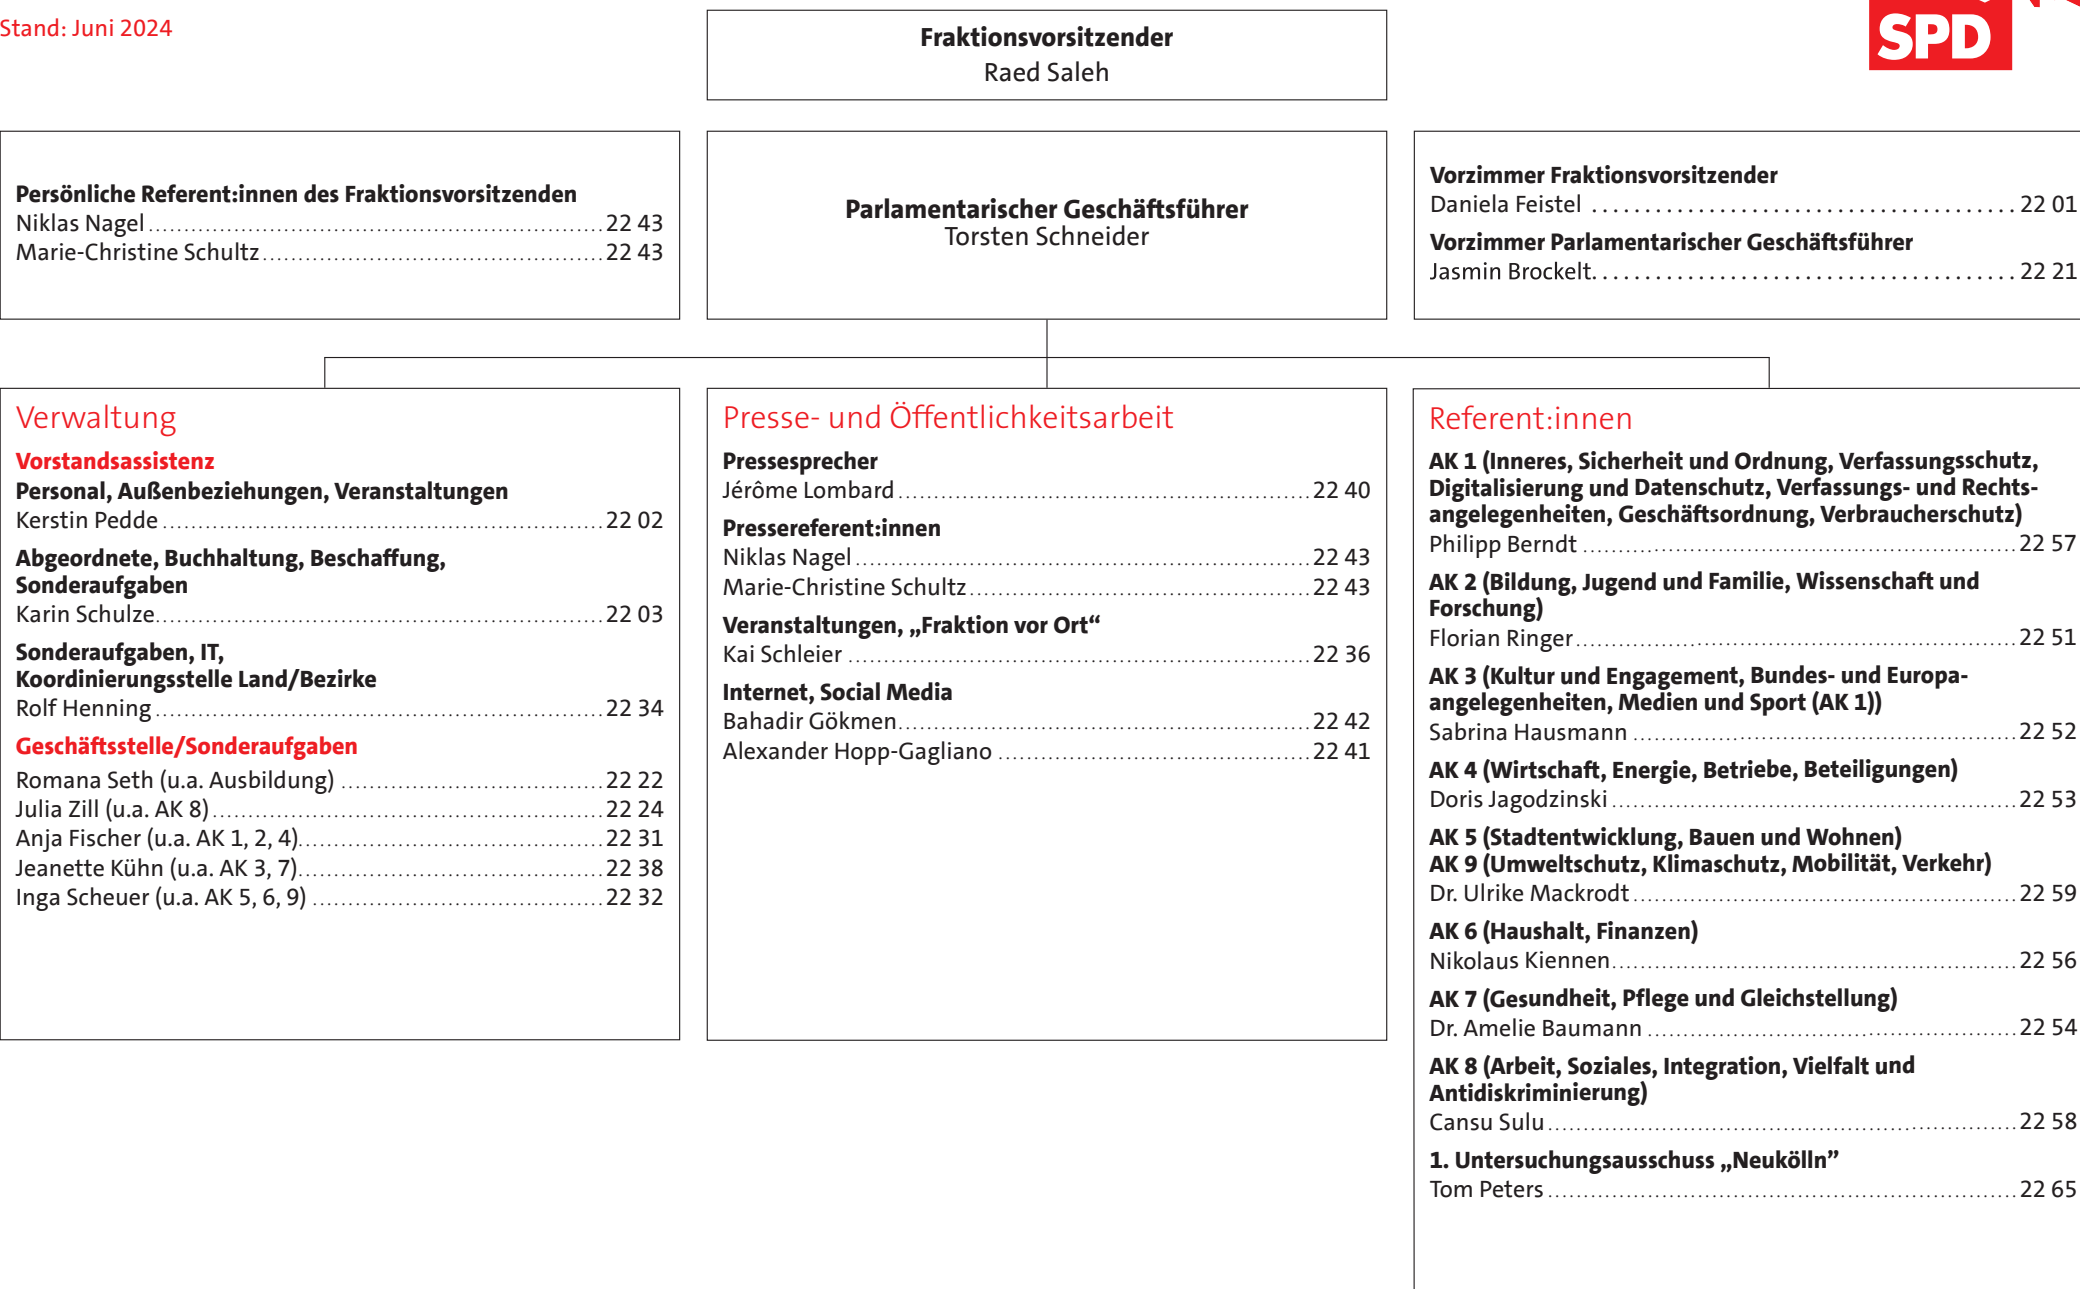 Stand: Juni 2024
SPD
Fraktionsvorsitzender
Raed Saleh
Persönliche Referent:innen des Fraktionsvorsitzenden
Niklas Nagel 22 43
Marie-Christine Schultz 22 43
Parlamentarischer Geschäftsführer
Torsten Schneider
Vorzimmer Fraktionsvorsitzender
Daniela Feistel 22 01
Vorzimmer Parlamentarischer Geschäftsführer
Jasmin Brockelt 22 21
Verwaltung
Vorstandsassistenz
Personal, Außenbeziehungen, Veranstaltungen
Kerstin Pedde 22 02
Abgeordnete, Buchhaltung, Beschaffung,
Sonderaufgaben
Karin Schulze 22 03
Sonderaufgaben, IT,
Koordinierungsstelle Land/Bezirke
Rolf Henning 22 34
Geschäftsstelle/Sonderaufgaben
Romana Seth (u.a. Ausbildung) 22 22
Julia Zill (u.a. AK 8) 22 24
Anja Fischer (u.a. AK 1, 2, 4) 22 31
Jeanette Kühn (u.a. AK 3, 7) 22 38
Inga Scheuer (u.a. AK 5, 6, 9) 22 32
Presse- und Öffentlichkeitsarbeit
Pressesprecher
Jérôme Lombard 22 40
Pressereferent:innen
Niklas Nagel 22 43
Marie-Christine Schultz 22 43
Veranstaltungen, „Fraktion vor Ort“
Kai Schleier 22 36
Internet, Social Media
Bahadir Gökmen 22 42
Alexander Hopp-Gagliano 22 41
Referent:innen
AK 1 (Inneres, Sicherheit und Ordnung, Verfassungsschutz,
Digitalisierung und Datenschutz, Verfassungs- und Rechts-
angelegenheiten, Geschäftsordnung, Verbraucherschutz)
Philipp Berndt 22 57
AK 2 (Bildung, Jugend und Familie, Wissenschaft und
Forschung)
Florian Ringer 22 51
AK 3 (Kultur und Engagement, Bundes- und Europa-
angelegenheiten, Medien und Sport (AK 1))
Sabrina Hausmann 22 52
AK 4 (Wirtschaft, Energie, Betriebe, Beteiligungen)
Doris Jagodzinski 22 53
AK 5 (Stadtentwicklung, Bauen und Wohnen)
AK 9 (Umweltschutz, Klimaschutz, Mobilität, Verkehr)
Dr. Ulrike Mackrodt 22 59
AK 6 (Haushalt, Finanzen)
Nikolaus Kiennen 22 56
AK 7 (Gesundheit, Pflege und Gleichstellung)
Dr. Amelie Baumann 22 54
AK 8 (Arbeit, Soziales, Integration, Vielfalt und
Antidiskriminierung)
Cansu Sulu 22 58
1. Untersuchungsausschuss „Neukölln”
Tom Peters 22 65